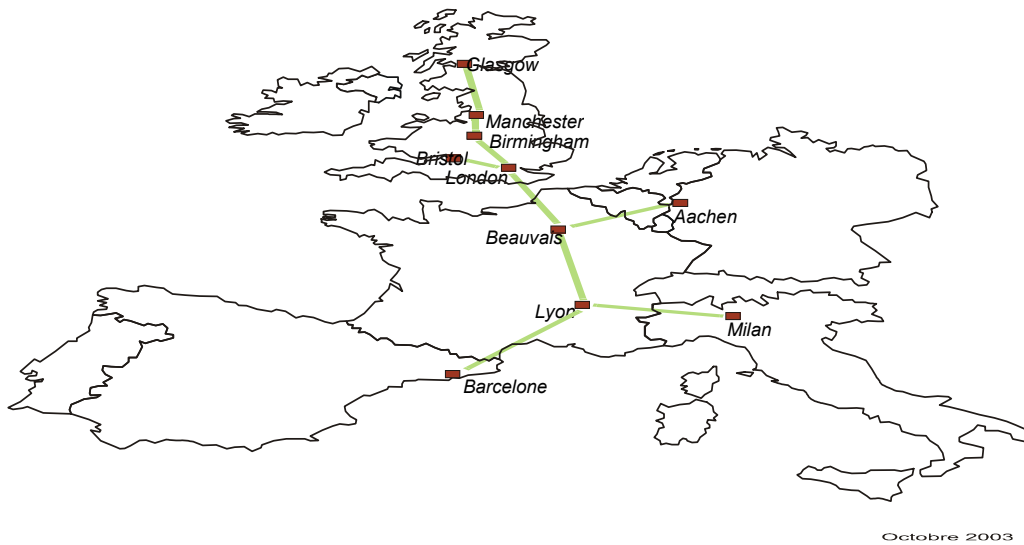 Glasgow
Manchester
Birmingham
Bristol
London
Aachen
Beauvais
Lyon
Milan
Barcelone
Octobre 2003